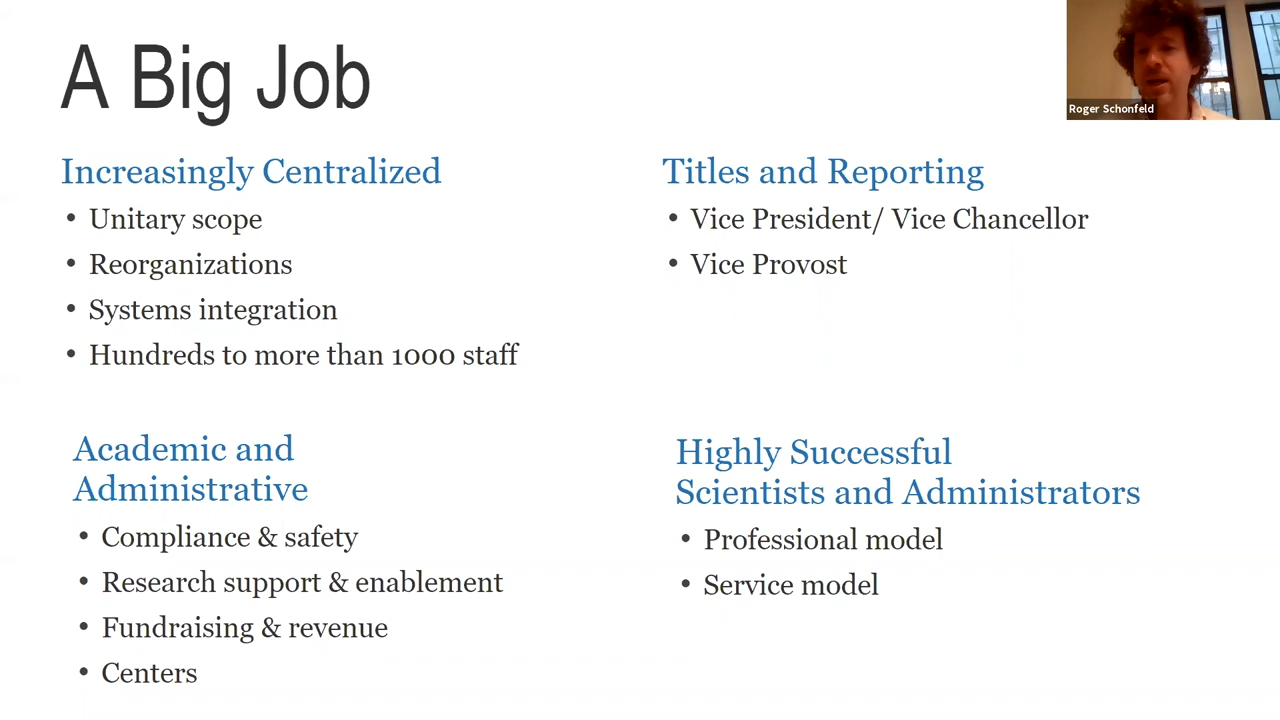 A Big Job
Roger Schonfeld
Increasingly Centralized
• Unitary scope
• Reorganizations
• Systems integration
• Hundreds to more than 1000 staff
Titles and Reporting
• Vice President/ Vice Chancellor
• Vice Provost
Academic and
Administrative
• Compliance & safety
• Research support & enablement
• Fundraising & revenue
• Centers
Highly Successful
Scientists and Administrators
• Professional model
• Service model